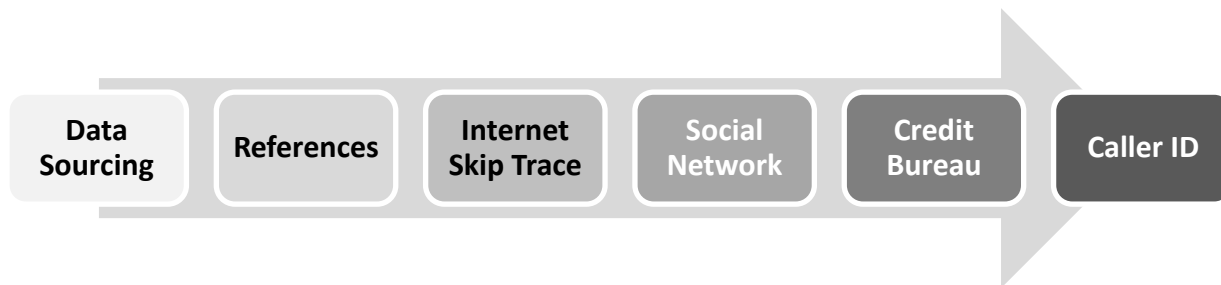 Data
Sourcing
References
Internet
Skip Trace
Social
Network
Credit
Bureau
Caller ID